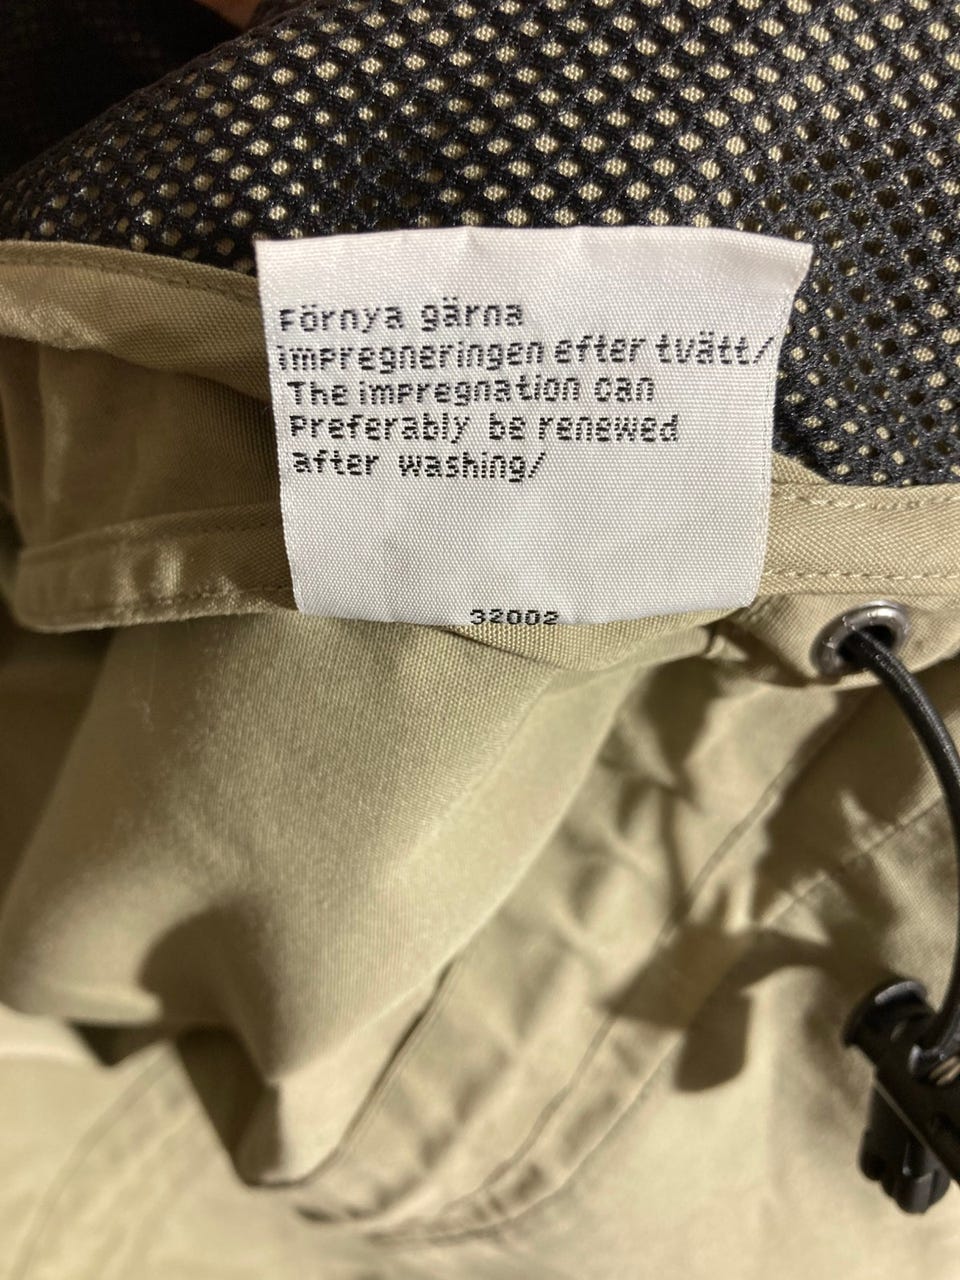 Förnya gärna
impregneringen efter tvätt/
The impregnation can
Preferably be renewed
after washing/
32002